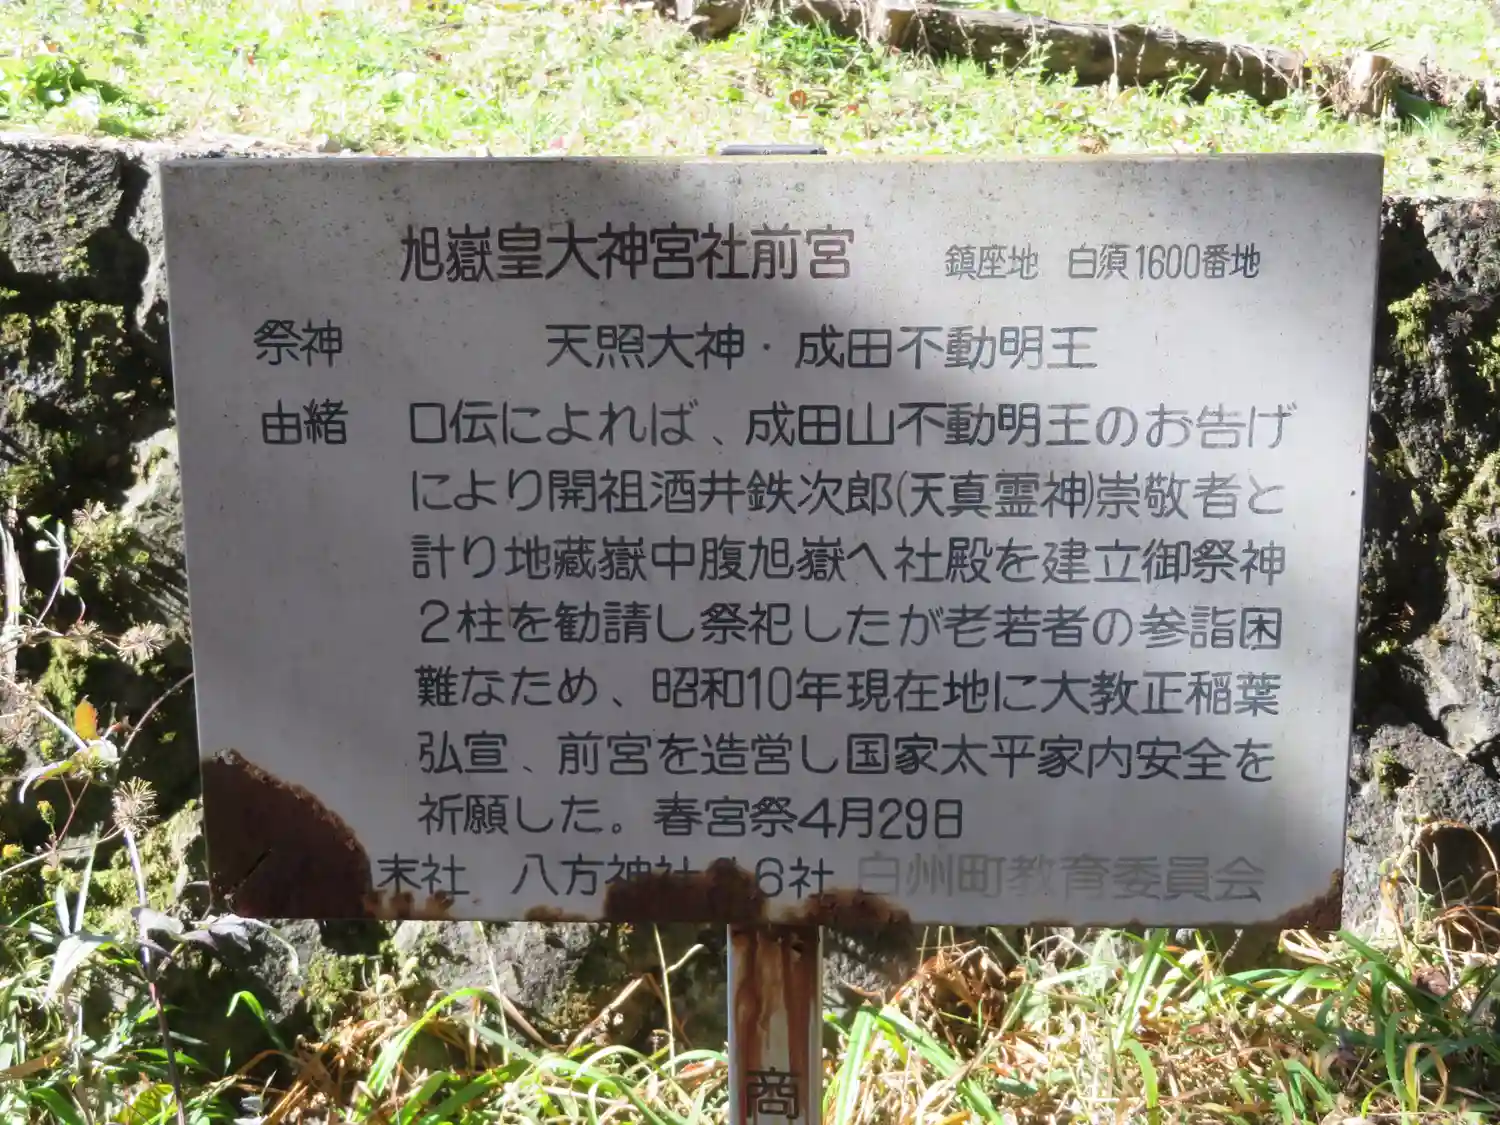 旭嶽皇大神宮社前宮 鎮座地 白須1600番地
祭神 天照大神・成田不動明王
由緒 口伝によれば、成田山不動明王のお告げ
により開祖酒井鉄次郎(天真霊神)崇敬者と
計り地蔵嶽中腹旭嶽へ社殿を建立御祭神
2柱を勧請し祭祀したが老若者の参詣困
難なため、昭和10年現在地に大教正稲葉
弘宣、前宮を造営し国家太平家内安全を
祈願した。春宮祭4月29日
末社 八方神社 6社 白州町教育委員会
商